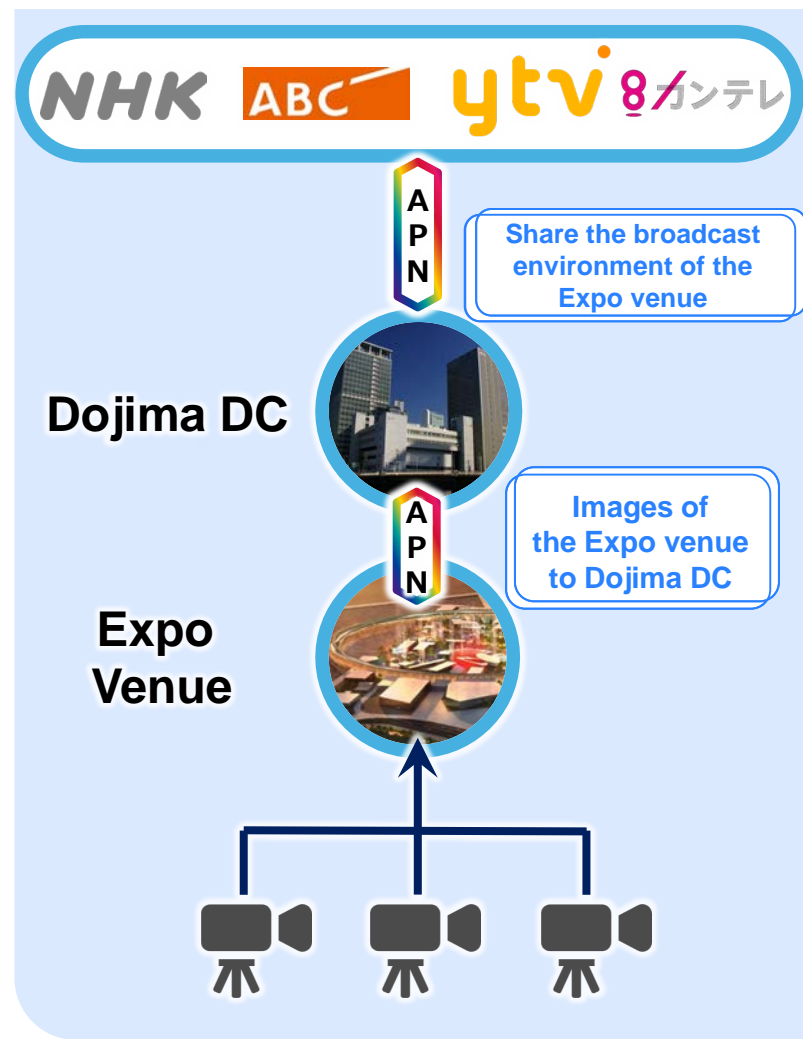 NHK ABC ytv 8/カンテレ
A
P
N
Share the broadcast
environment of the
Expo venue
Dojima DC
A
P
N
Images of
the Expo venue
to Dojima DC
Expo
Venue